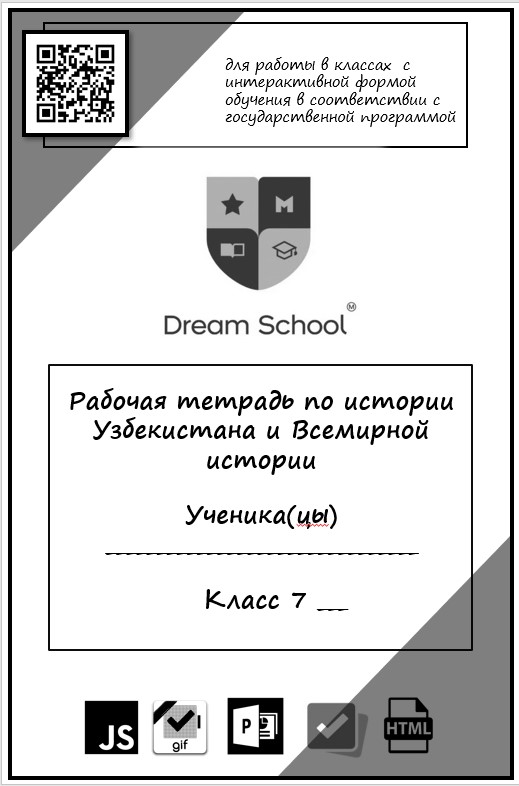 для работы в классах с
интерактивной формой
обучения в соответствии с
государственной программой
M
Dream School
M
Рабочая тетрадь по истории
Узбекистана и Всемирной
истории
Ученика(цы)
______________________________
Класс 7 ___
JS
gif
P
HTML